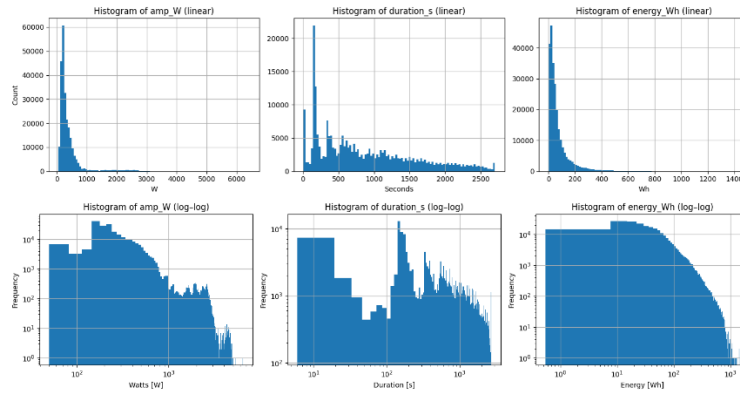 Histogram of amp_W (linear)
60000
50000
40000
30000
20000
10000
0
Count
0 1000 2000 3000 4000 5000 6000
W
Histogram of duration_s (linear)
20000
15000
10000
5000
0
0 500 1000 1500 2000 2500
Seconds
Histogram of energy_Wh (linear)
40000
30000
20000
10000
0
0 200 400 600 800 1000 1200 1400
Wh
Histogram of amp_W (log–log)
10⁴
10³
10²
10¹
10⁰
Frequency
10² 10³
Watts [W]
Histogram of duration_s (log–log)
10⁴
10³
10²
Frequency
10¹ 10² 10³
Duration [s]
Histogram of energy_Wh (log–log)
10⁴
10³
10²
10¹
10⁰
Frequency
10⁰ 10¹ 10² 10³
Energy [Wh]